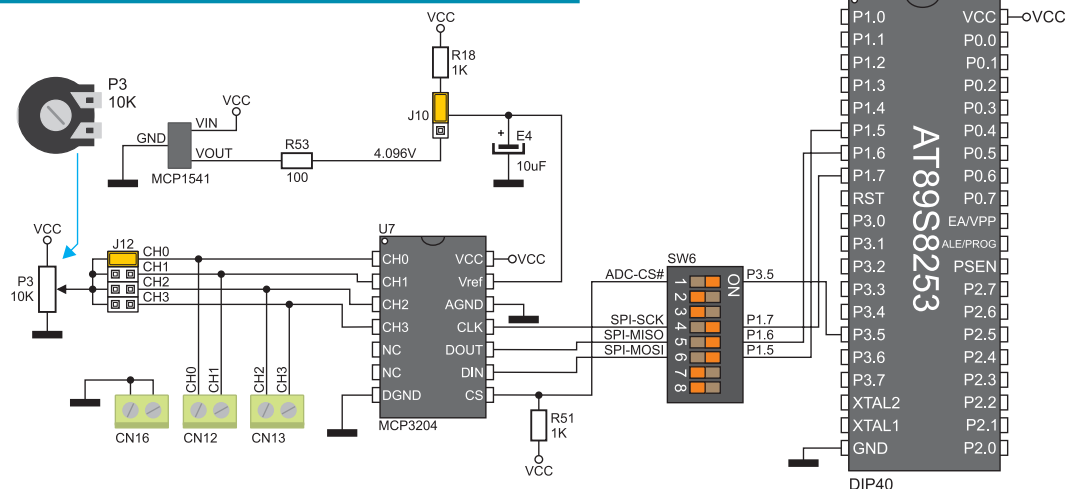 VCC
R18
1K
J10
E4
+
10uF
P3
10K
VCC
VIN
GND
VOUT
MCP1541
R53
100
4.096V
VCC
P3
10K
J12
CH0
CH1
CH2
CH3
CH0
CH1
CH2
CH3
CN16
CN12
CN13
U7
CH0
CH1
CH2
CH3
NC
NC
DGND
VCC
Vref
AGND
CLK
DOUT
DIN
CS
VCC
MCP3204
R51
1K
VCC
ADC-CS#
SPI-SCK
SPI-MISO
SPI-MOSI
SW6
ON
1
2
3
4
5
6
7
8
P3.5
P1.7
P1.6
P1.5
P1.0
P1.1
P1.2
P1.3
P1.4
P1.5
P1.6
P1.7
RST
P3.0
P3.1
P3.2
P3.3
P3.4
P3.5
P3.6
P3.7
XTAL2
XTAL1
GND
AT89S8253
VCC
P0.0
P0.1
P0.2
P0.3
P0.4
P0.5
P0.6
P0.7
EA/VPP
ALE/PROG
PSEN
P2.7
P2.6
P2.5
P2.4
P2.3
P2.2
P2.1
P2.0
VCC
DIP40